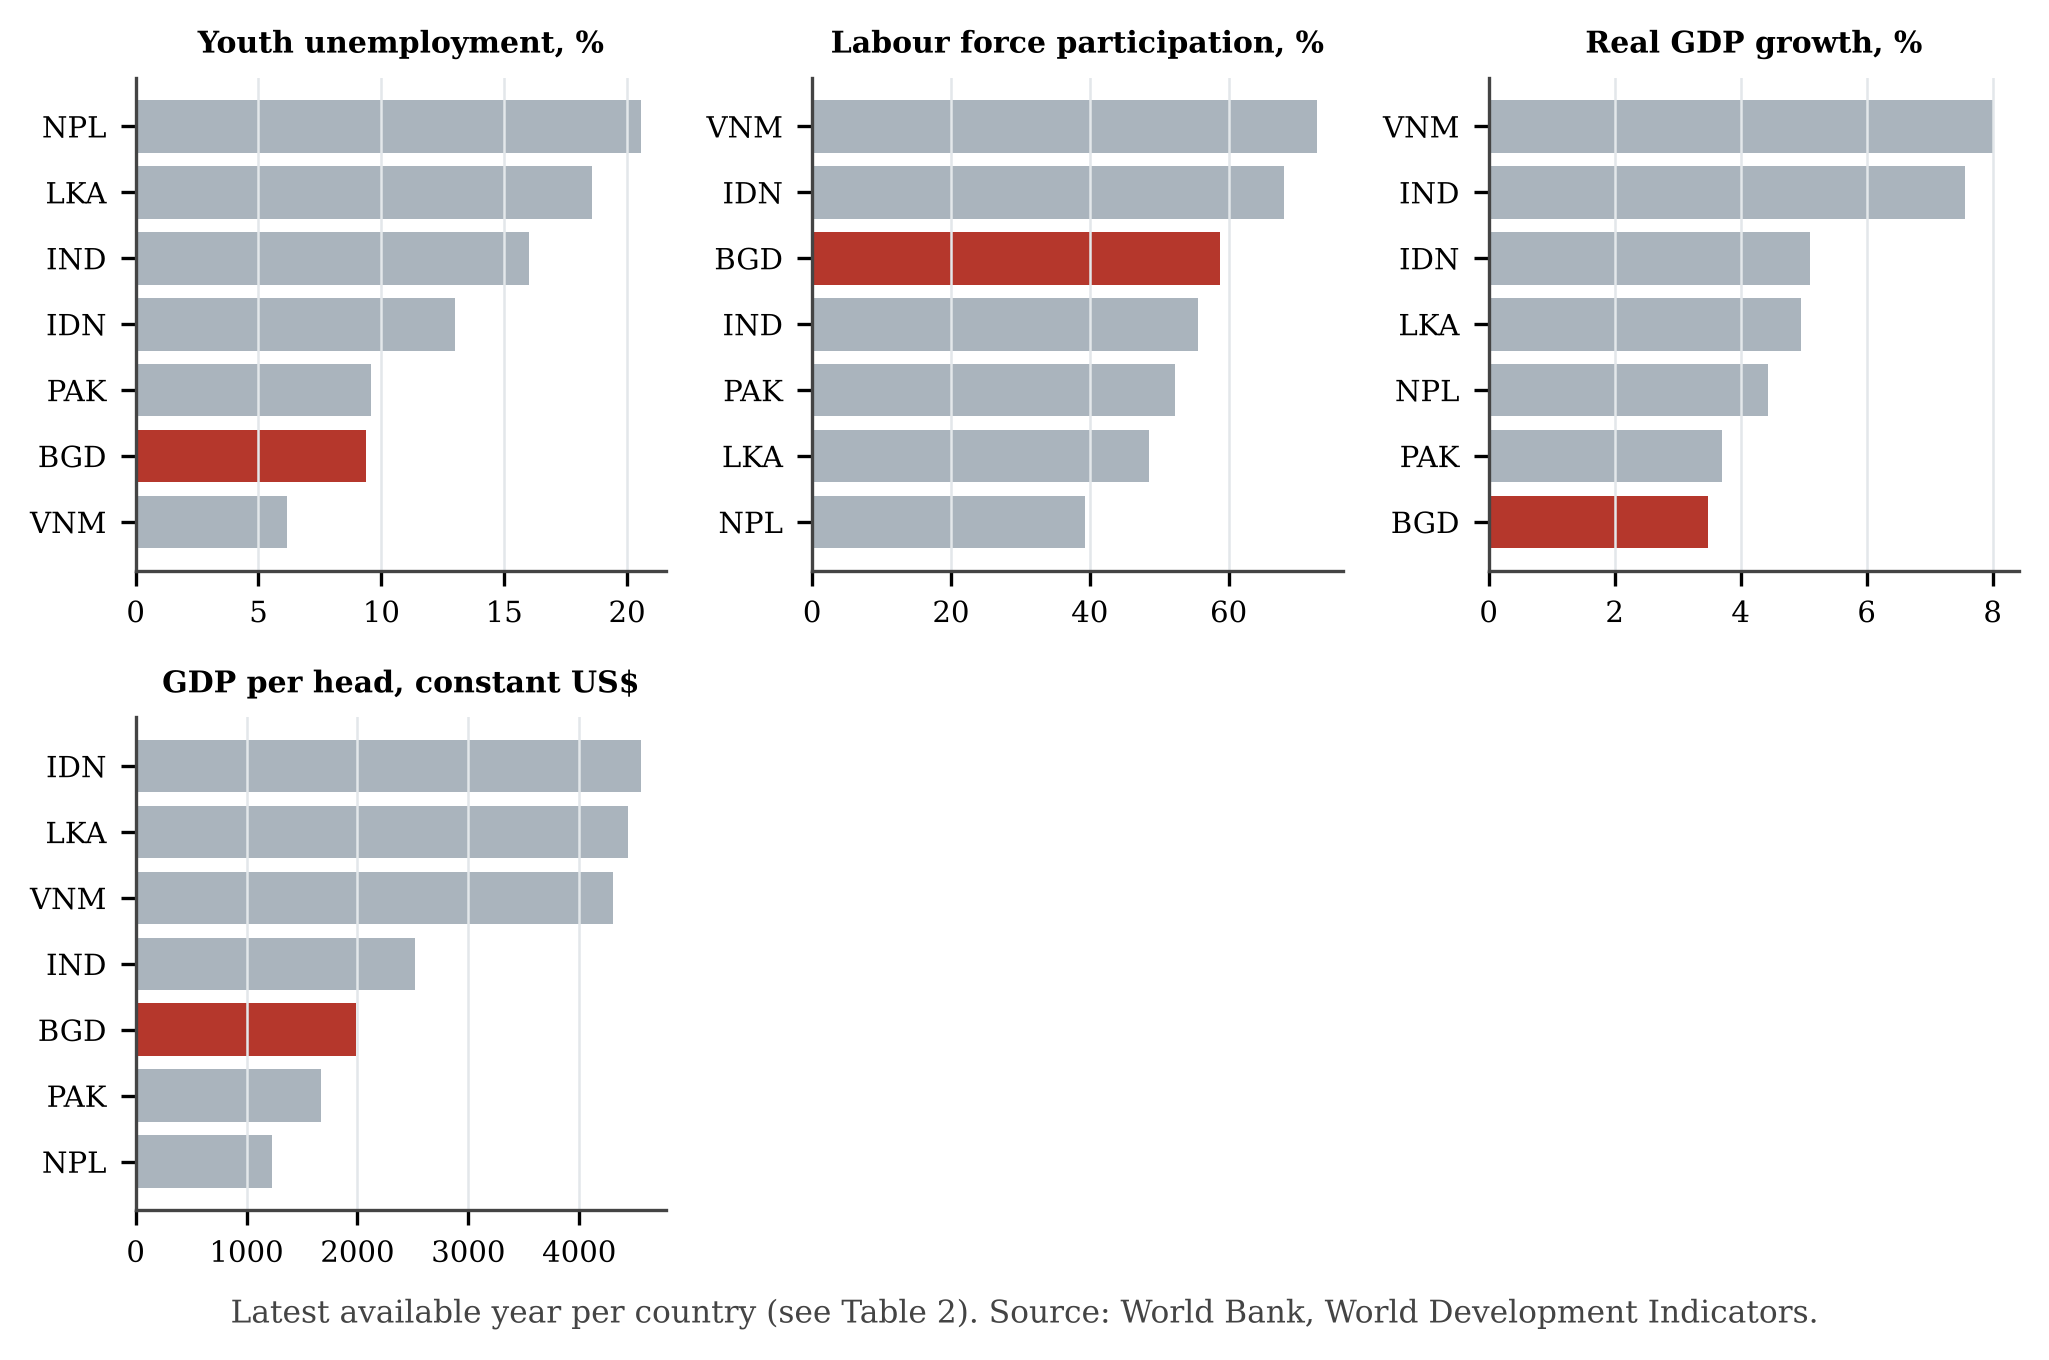 Youth unemployment, %
NPL
LKA
IND
IDN
PAK
BGD
VNM
0 5 10 15 20
Labour force participation, %
VNM
IDN
BGD
IND
PAK
LKA
NPL
0 20 40 60
Real GDP growth, %
VNM
IND
IDN
LKA
NPL
PAK
BGD
0 2 4 6 8
GDP per head, constant US$
IDN
LKA
VNM
IND
BGD
PAK
NPL
0 1000 2000 3000 4000
Latest available year per country (see Table 2). Source: World Bank, World Development Indicators.